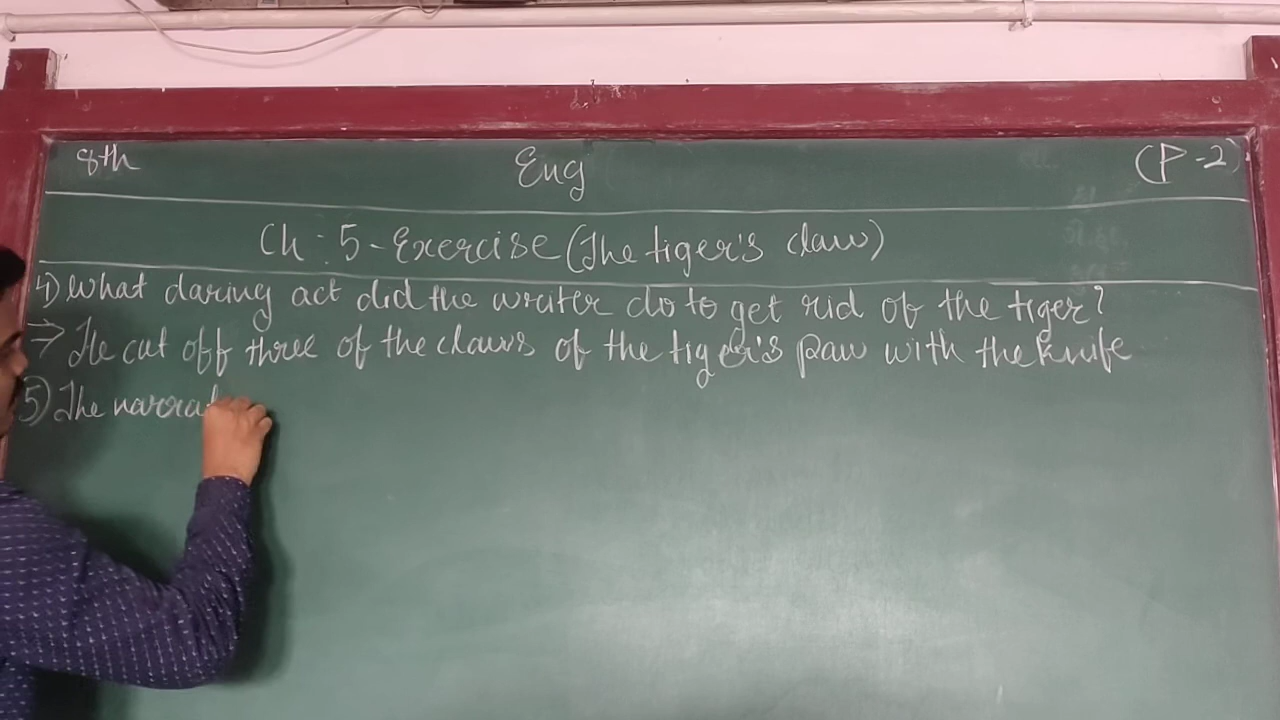 8th Eng (P-2)
Ch: 5-Exercise (The tiger's claw)
4) What daring act did the writer do to get rid of the tiger?
→ He cut off three of the claws of the tiger's paw with the knife
5) The narrat